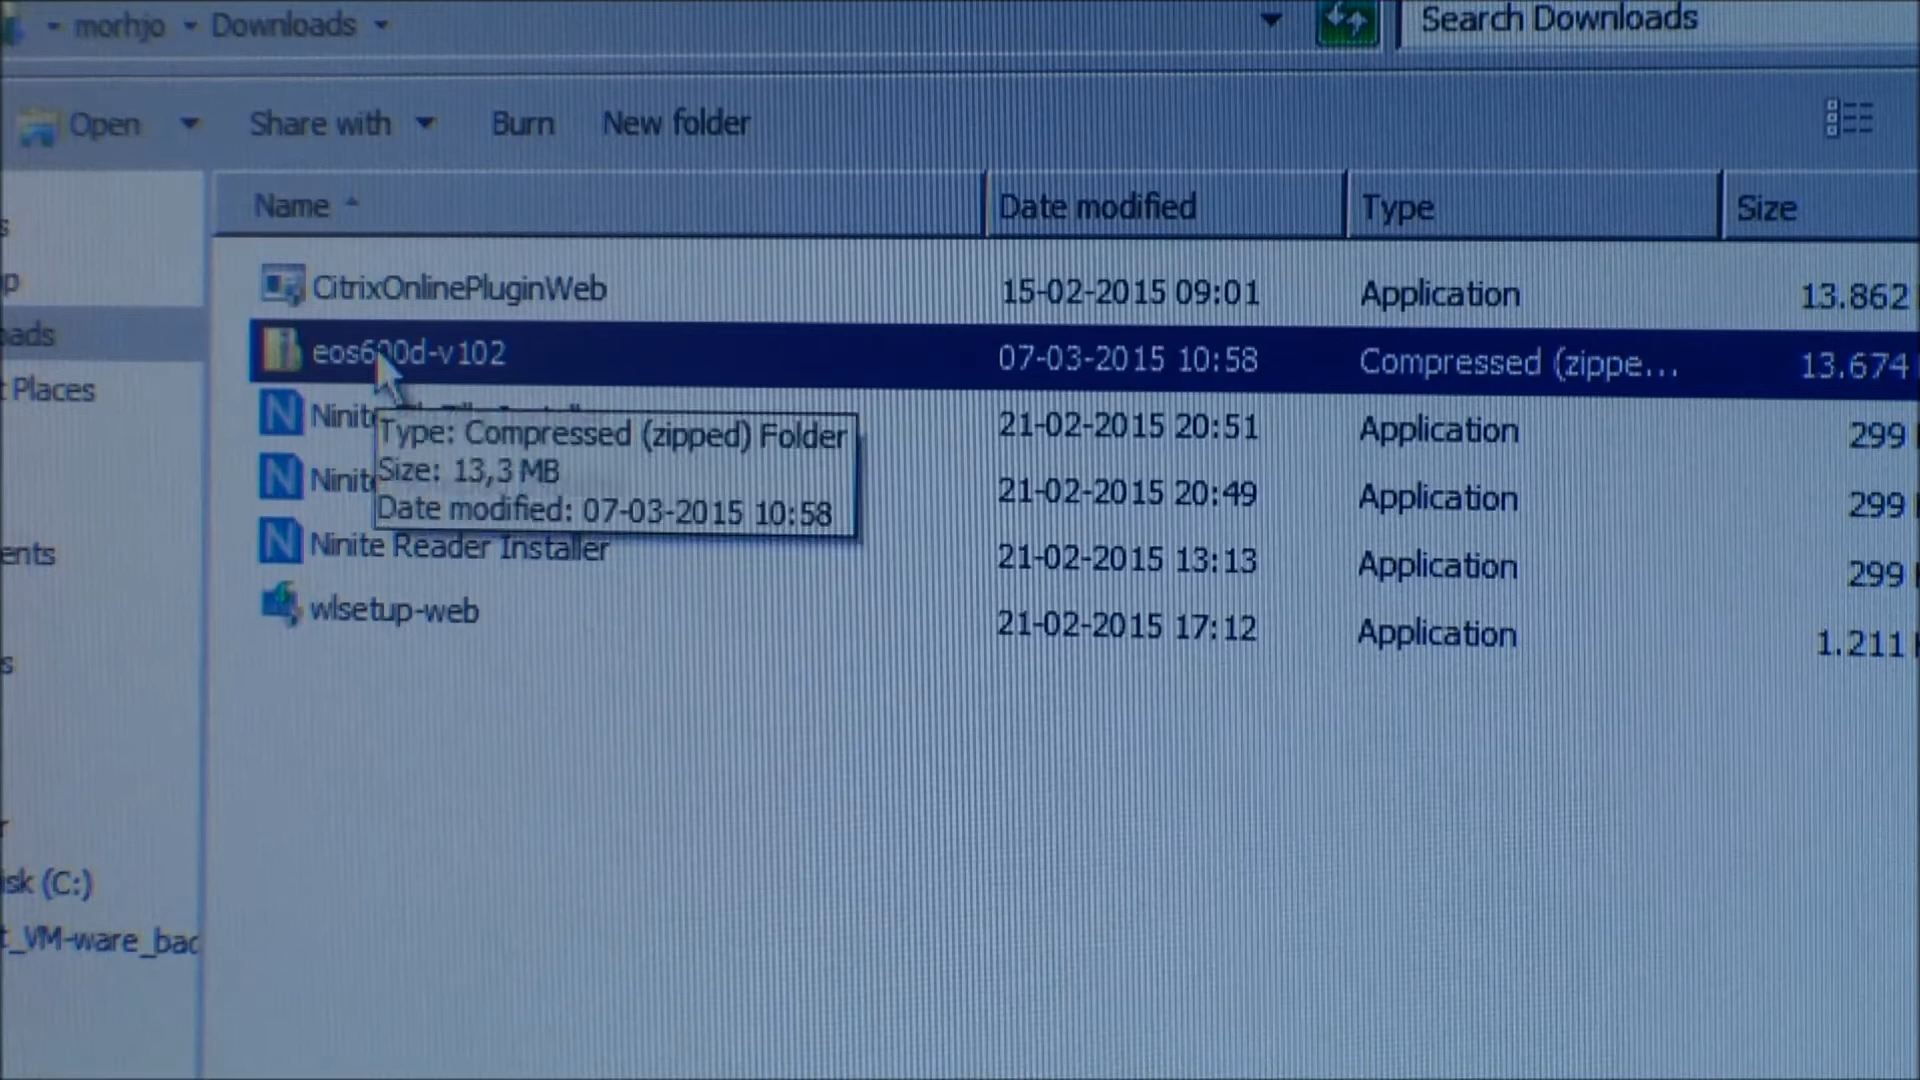 morhjo Downloads Search Downloads
Open Share with Burn New folder
Name Date modified Type Size
CitrixOnlinePluginWeb 15-02-2015 09:01 Application 13.862
eos600d-v102 07-03-2015 10:58 Compressed (zippe... 13.674
21-02-2015 20:51 Application 299
Type: Compressed (zipped) Folder
Size: 13,3 MB
Date modified: 07-03-2015 10:58
21-02-2015 20:49 Application 299
Ninite Reader Installer 21-02-2015 13:13 Application 299
wlsetup-web 21-02-2015 17:12 Application 1.211
Places
(C:)
_VM-ware_bac